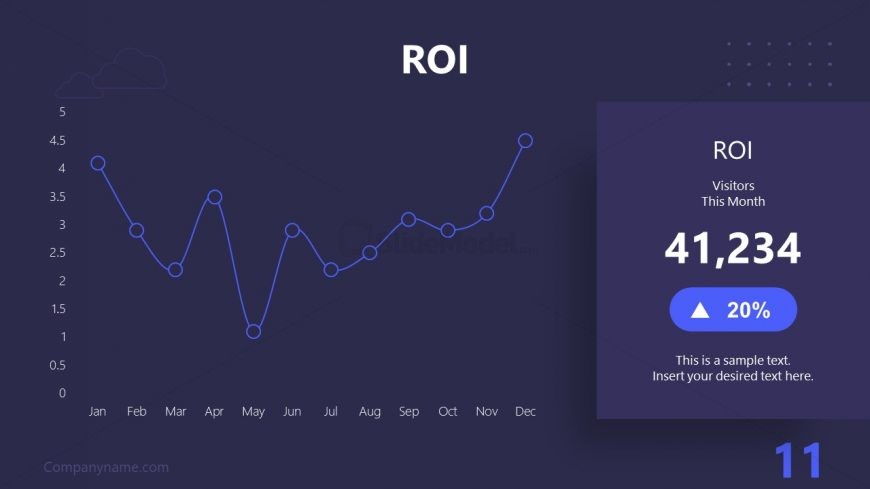 ROI
5
4.5
4
3.5
3
2.5
2
1.5
1
0.5
0
Jan Feb Mar Apr May Jun Jul Aug Sep Oct Nov Dec
ROI
Visitors
This Month
41,234
20%
This is a sample text.
Insert your desired text here.
Companyname.com
11